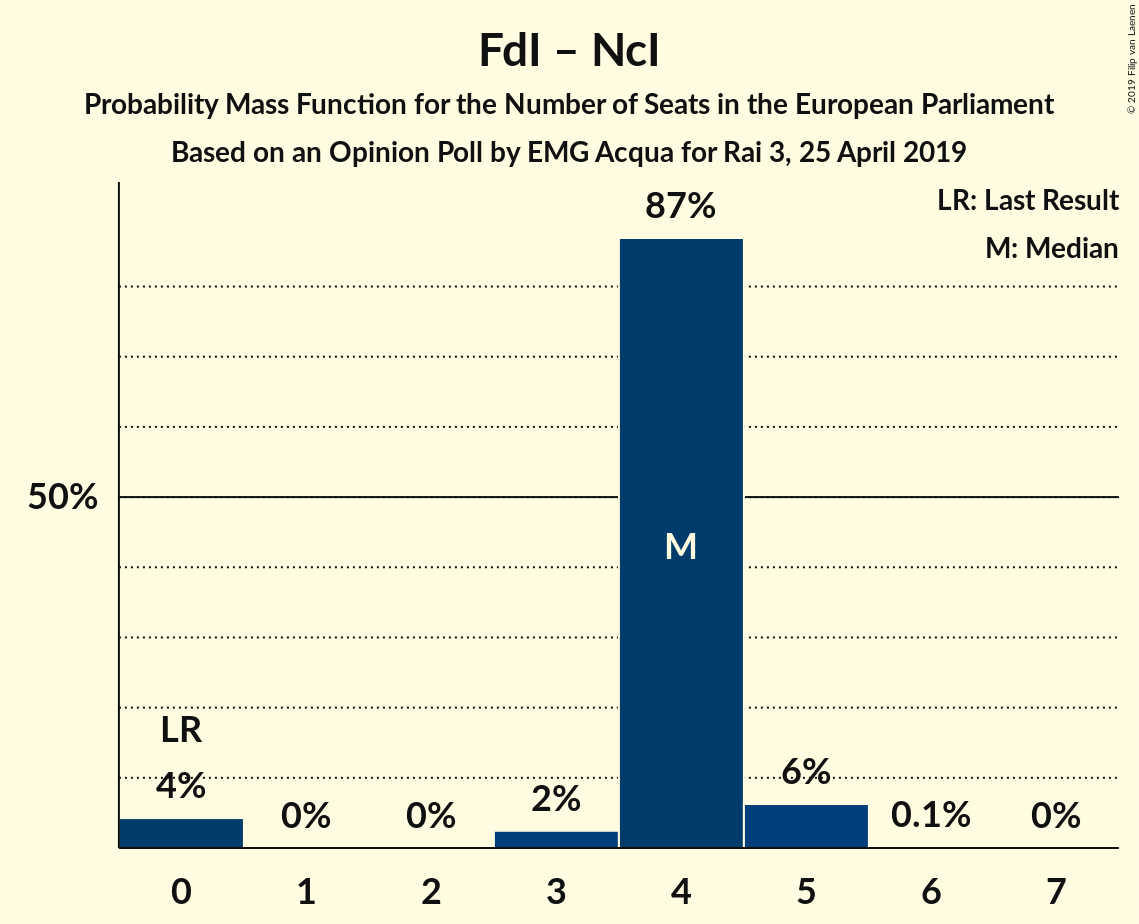 FdI – NcI
Probability Mass Function for the Number of Seats in the European Parliament
Based on an Opinion Poll by EMG Acqua for Rai 3, 25 April 2019
© 2019 Filip van Laenen
LR: Last Result
M: Median
87%
50%
M
LR
4%
0%
0%
2%
6%
0.1%
0%
0 1 2 3 4 5 6 7